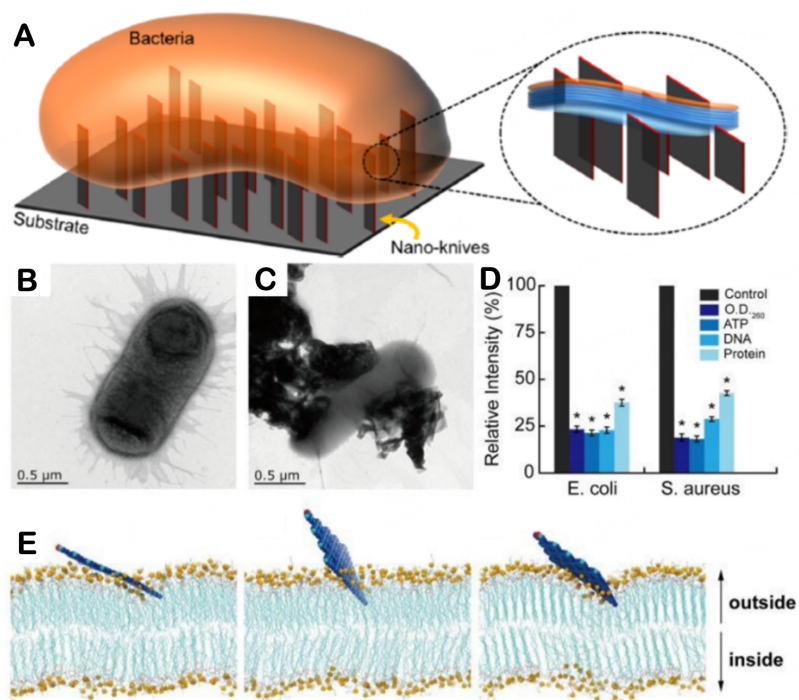 A
Bacteria
Substrate
Nano-knives
B
0.5 µm
C
0.5 µm
D
Relative Intensity (%)
100
75
50
25
0
Control
O.D.260
ATP
DNA
Protein
* * * *
* * * *
E. coli
S. aureus
E
outside
inside